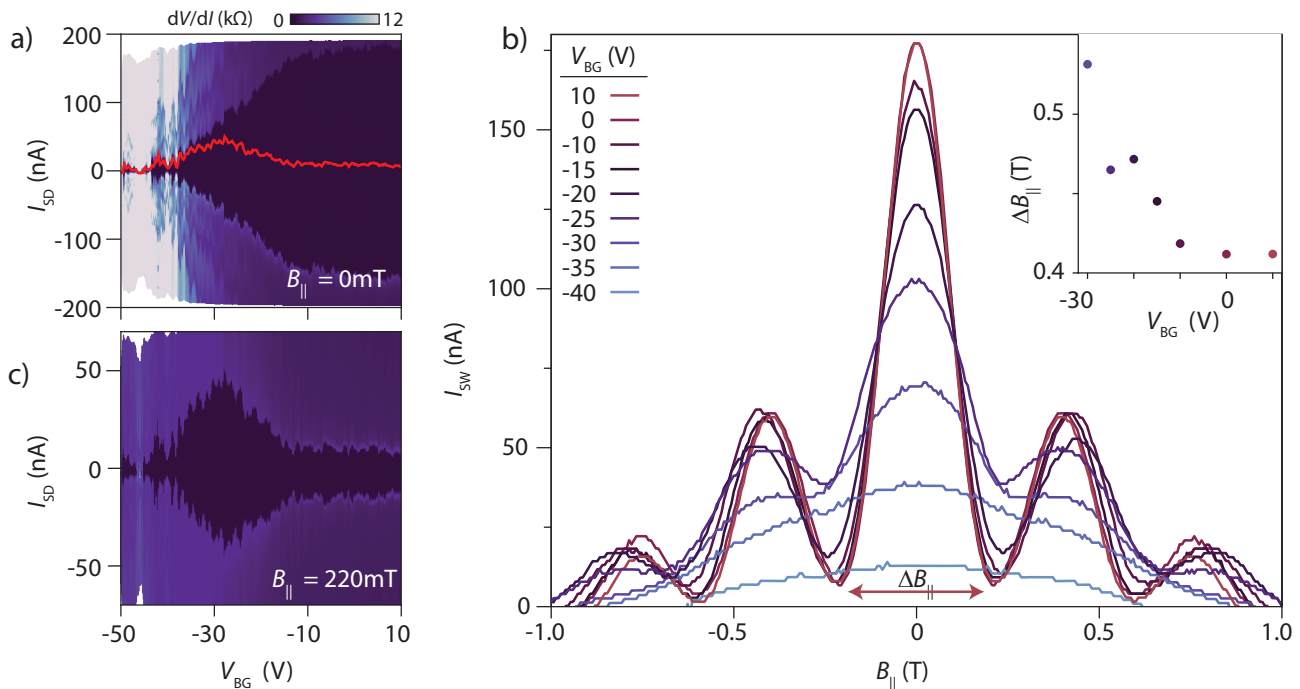 dV/dI (kΩ) 0 12
a)
200
100
0
-100
-200
I_SD (nA)
B_|| = 0mT
c)
50
0
-50
I_SD (nA)
B_|| = 220mT
-50 -30 -10 10
V_BG (V)
b)
V_BG (V)
10
0
-10
-15
-20
-25
-30
-35
-40
150
100
50
0
I_SW (nA)
ΔB_||
-1.0 -0.5 0 0.5 1.0
B_|| (T)
0.5
0.4
ΔB_|| (T)
-30 0
V_BG (V)